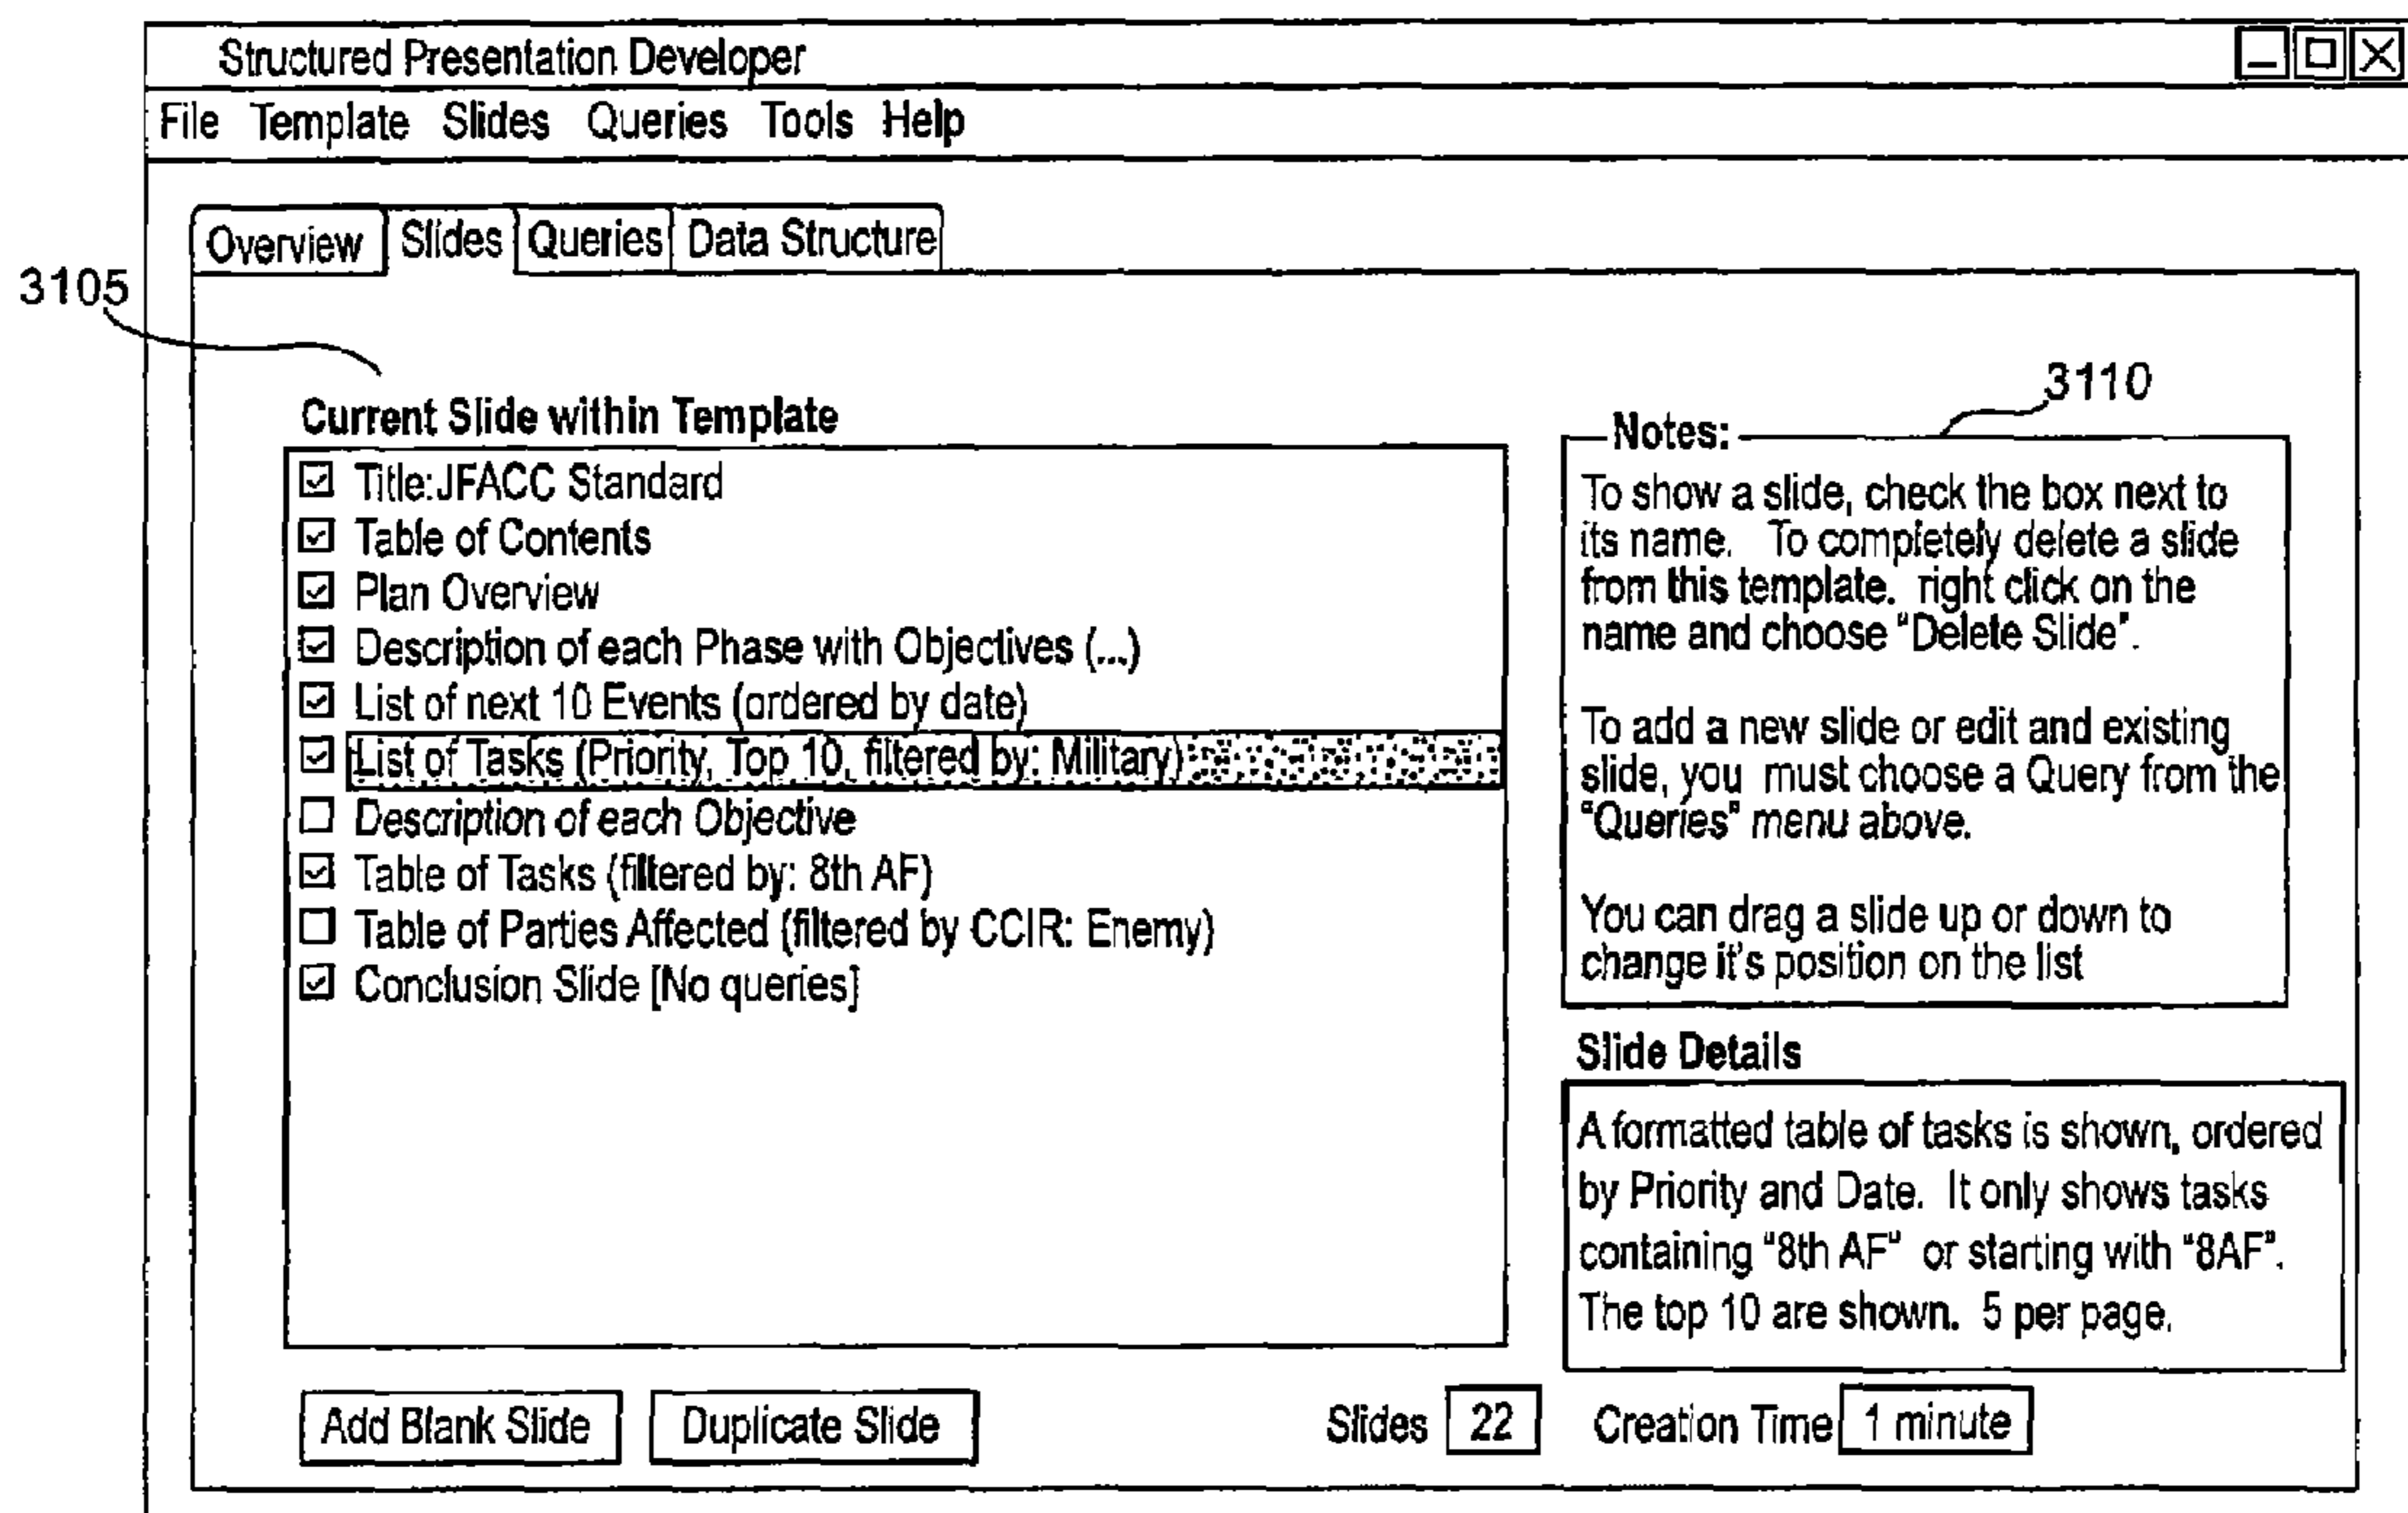 Structured Presentation Developer
File Template Slides Queries Tools Help
Overview Slides Queries Data Structure
3105
3110
Current Slide within Template
Title:JFACC Standard
Table of Contents
Plan Overview
Description of each Phase with Objectives (...)
List of next 10 Events (ordered by date)
List of Tasks (Priority, Top 10, filtered by: Military)
Description of each Objective
Table of Tasks (filtered by: 8th AF)
Table of Parties Affected (filtered by CCIR: Enemy)
Conclusion Slide [No queries]
Notes:
To show a slide, check the box next to
its name. To completely delete a slide
from this template. right click on the
name and choose "Delete Slide".
To add a new slide or edit and existing
slide, you must choose a Query from the
"Queries" menu above.
You can drag a slide up or down to
change it's position on the list
Slide Details
A formatted table of tasks is shown, ordered
by Priority and Date. It only shows tasks
containing "8th AF" or starting with "8AF".
The top 10 are shown. 5 per page.
Add Blank Slide Duplicate Slide Slides 22 Creation Time 1 minute